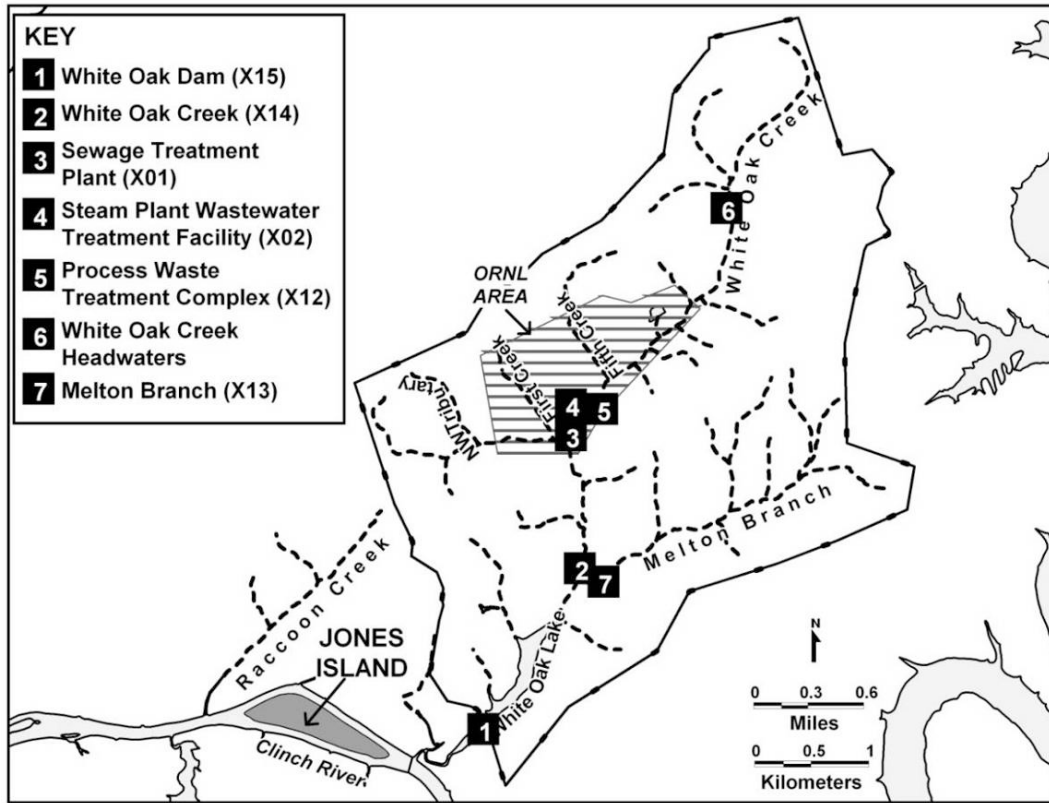 KEY
1 White Oak Dam (X15)
2 White Oak Creek (X14)
3 Sewage Treatment
Plant (X01)
4 Steam Plant Wastewater
Treatment Facility (X02)
5 Process Waste
Treatment Complex (X12)
6 White Oak Creek
Headwaters
7 Melton Branch (X13)
White Oak Creek
6
ORNL
AREA
Fifth Creek
First Creek
NWTributary
4
5
3
Melton Branch
2
7
Raccoon Creek
JONES
ISLAND
White Oak Lake
1
Clinch River
N
0 0.3 0.6
Miles
0 0.5 1
Kilometers